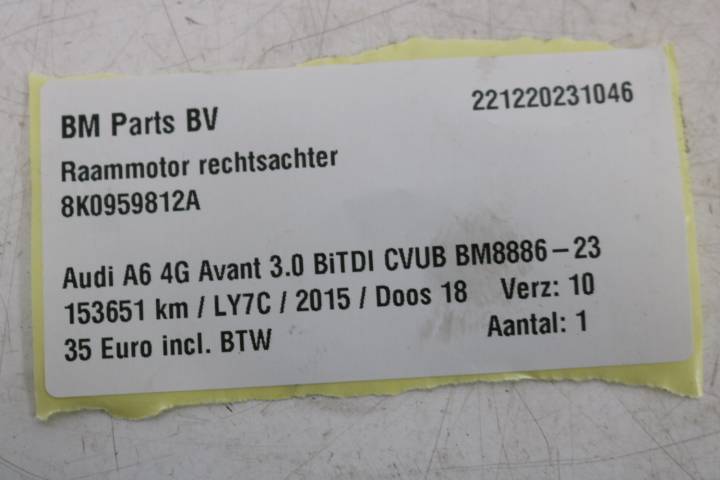 BM Parts BV 221220231046
Raammotor rechtsachter
8K0959812A
Audi A6 4G Avant 3.0 BiTDI CVUB BM8886-23
153651 km / LY7C / 2015 / Doos 18 Verz: 10
35 Euro incl. BTW Aantal: 1